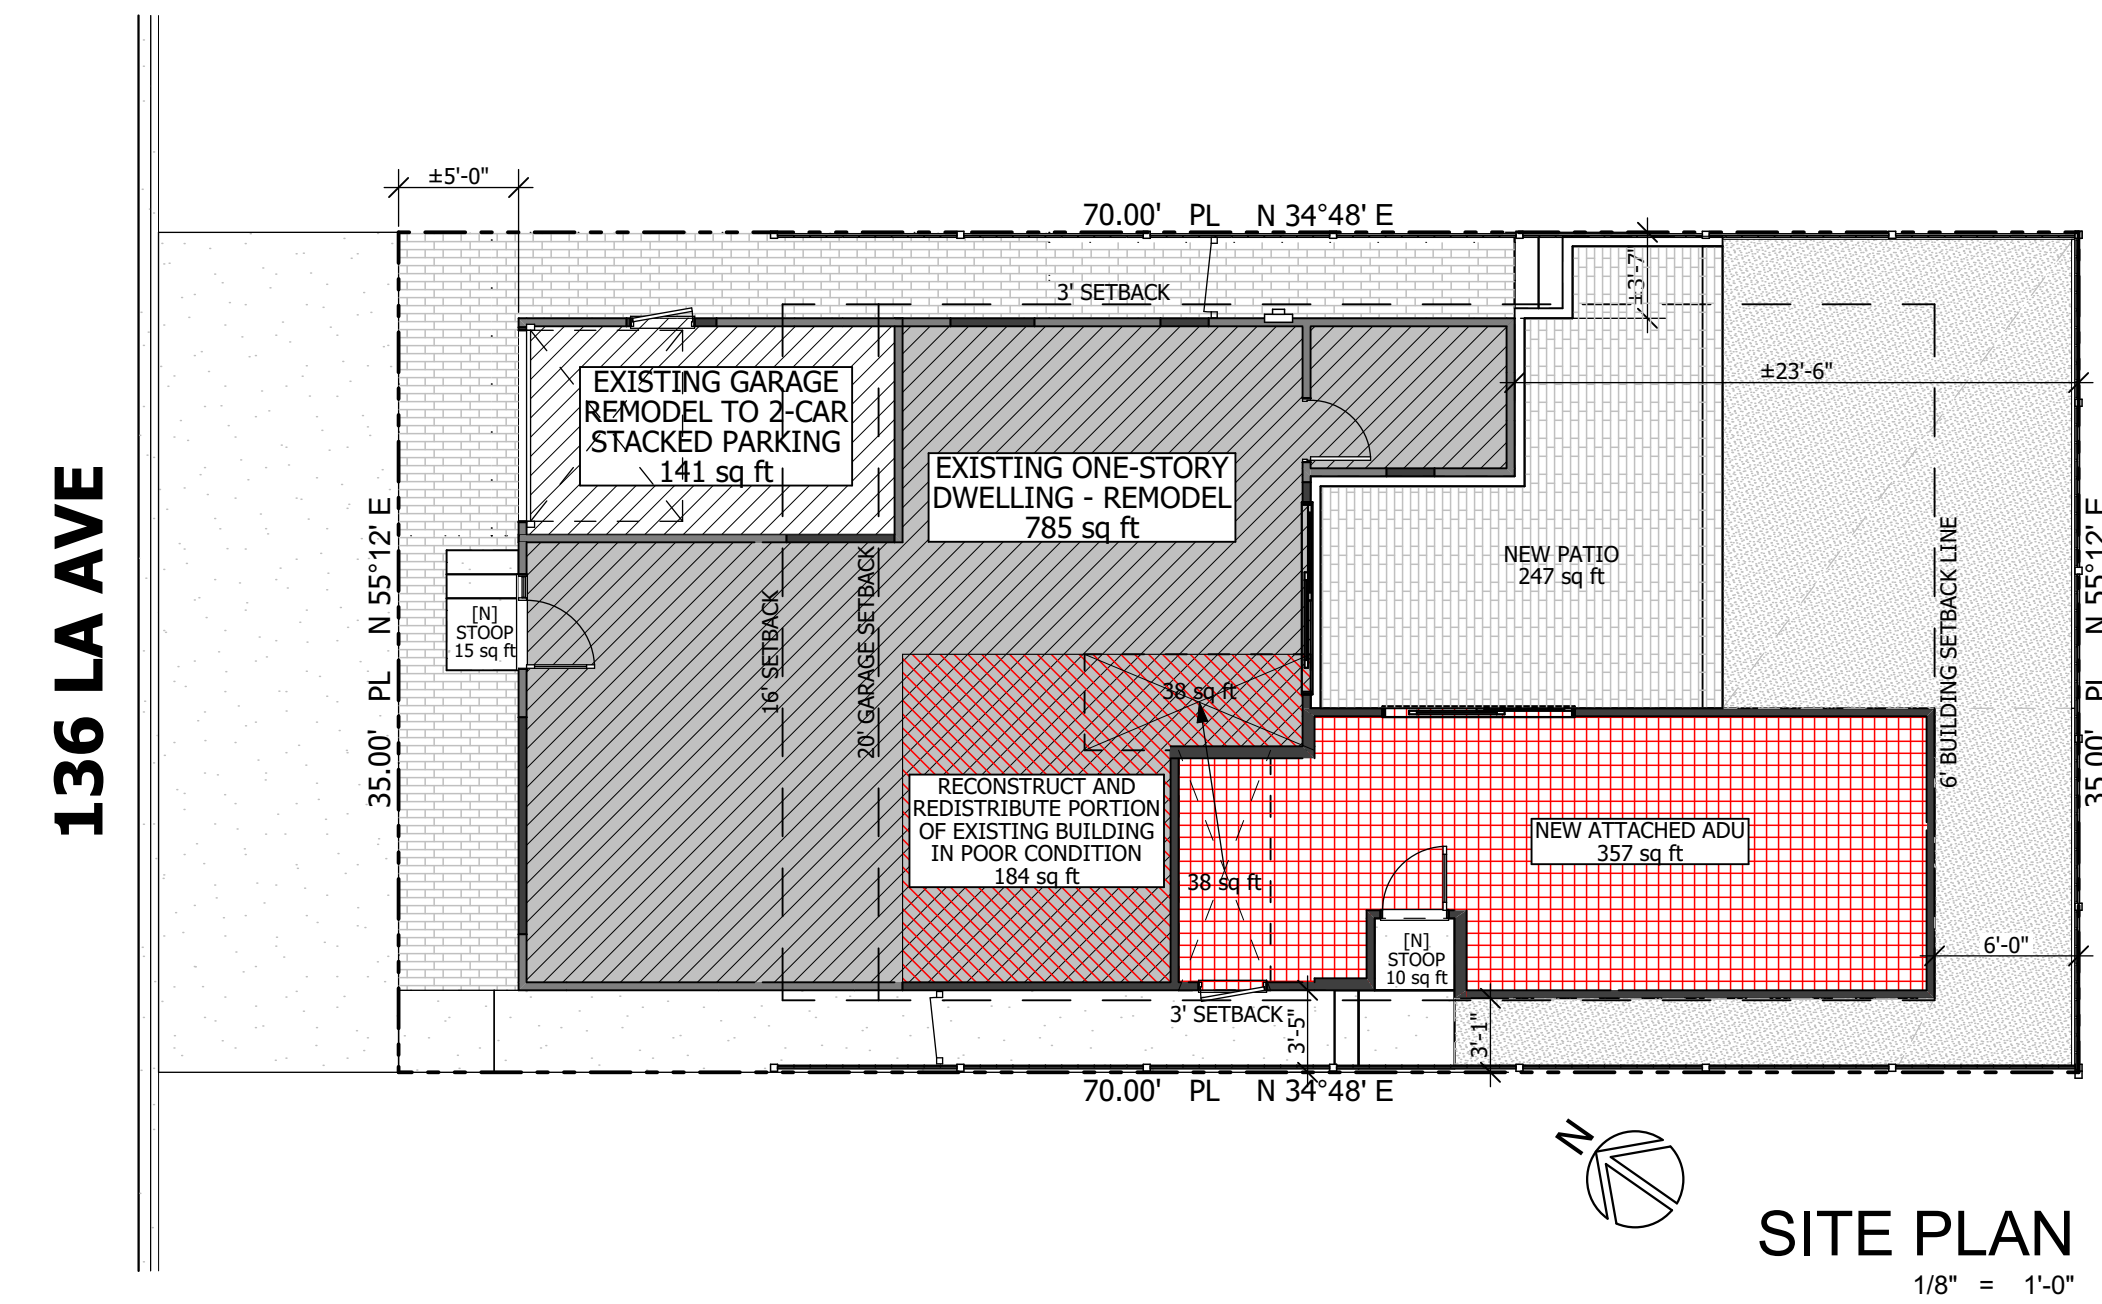 ±5'-0"
70.00' PL N 34°48' E
3' SETBACK
±3'-7"
±23'-6"
EXISTING GARAGE
REMODEL TO 2-CAR
STACKED PARKING
141 sq ft
EXISTING ONE-STORY
DWELLING - REMODEL
785 sq ft
136 LA AVE
35.00' PL N 55°12' E
[N]
STOOP
15 sq ft
16' SETBACK
20' GARAGE SETBACK
NEW PATIO
247 sq ft
6' BUILDING SETBACK LINE
35.00' PL N 55°12' E
38 sq ft
RECONSTRUCT AND
REDISTRIBUTE PORTION
OF EXISTING BUILDING
IN POOR CONDITION
184 sq ft
38 sq ft
NEW ATTACHED ADU
357 sq ft
[N]
STOOP
10 sq ft
6'-0"
3' SETBACK
3'-5"
3'-1"
70.00' PL N 34°48' E
N
SITE PLAN
1/8" = 1'-0"